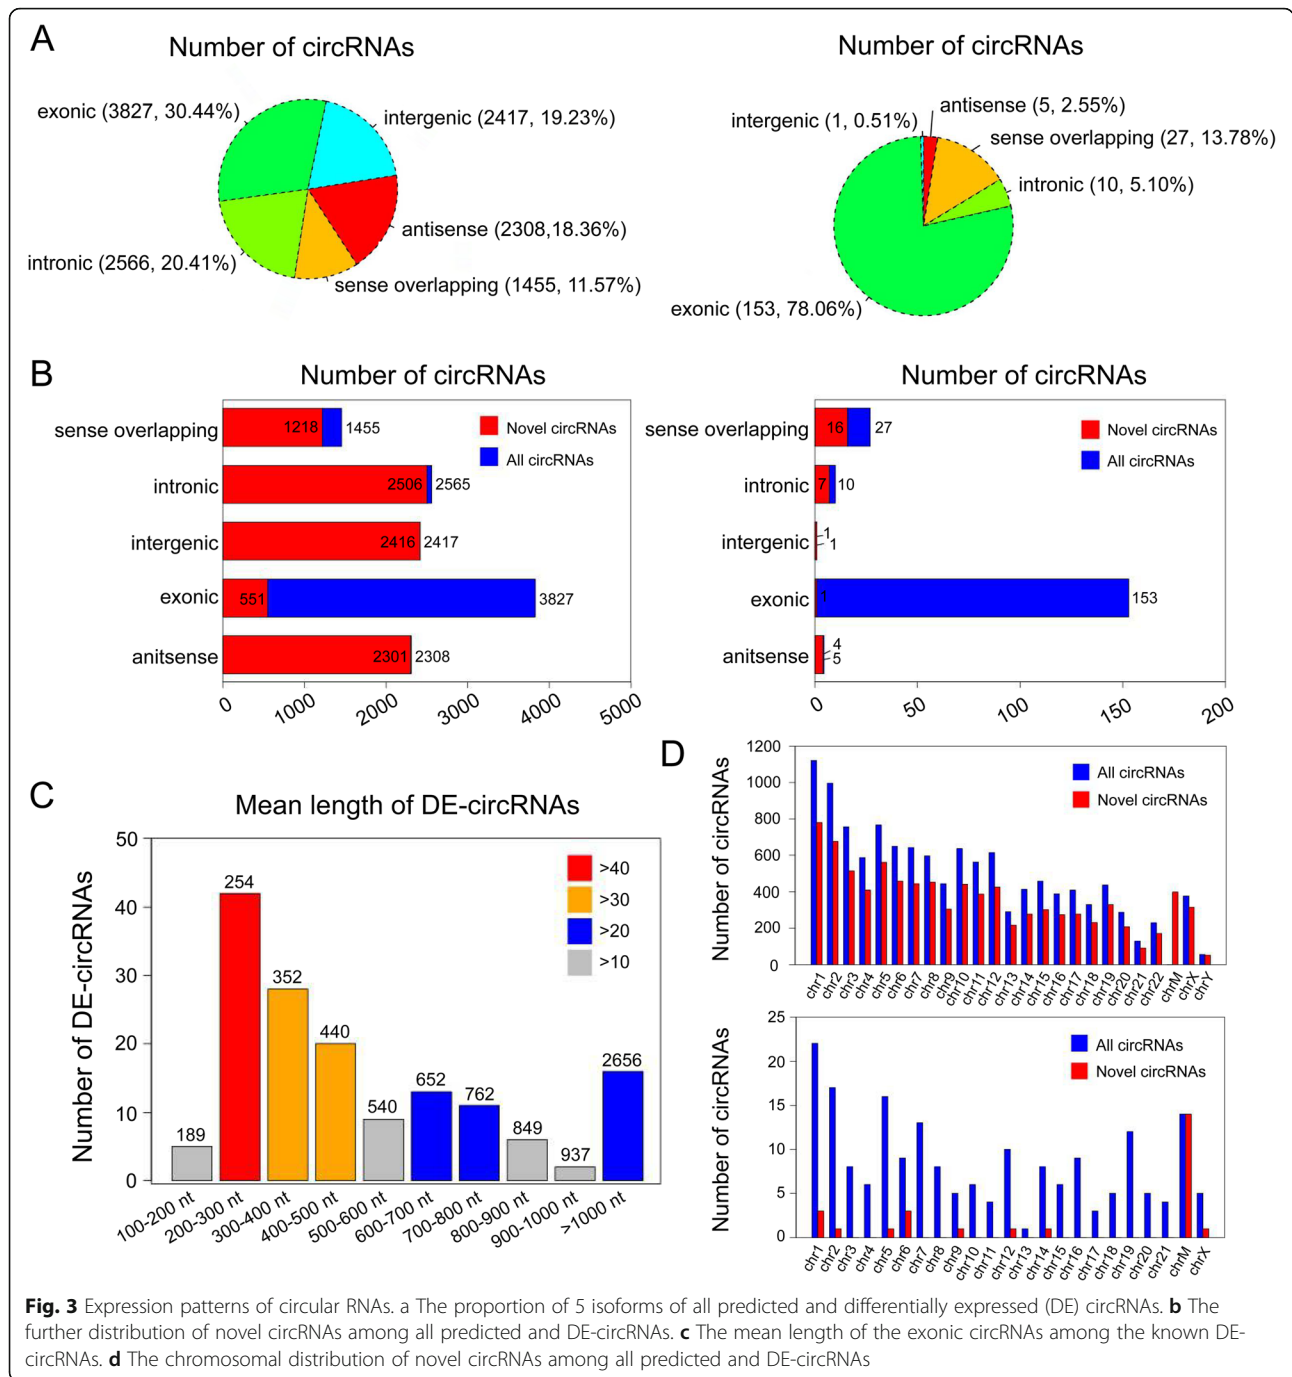 A
Number of circRNAs
exonic (3827, 30.44%)
intergenic (2417, 19.23%)
antisense (2308,18.36%)
intronic (2566, 20.41%)
sense overlapping (1455, 11.57%)
Number of circRNAs
antisense (5, 2.55%)
intergenic (1, 0.51%)
sense overlapping (27, 13.78%)
intronic (10, 5.10%)
exonic (153, 78.06%)
B
Number of circRNAs
sense overlapping 1218 1455
intronic 2506 2565
intergenic 2416 2417
exonic 551 3827
anitsense 2301 2308
Novel circRNAs
All circRNAs
0 1000 2000 3000 4000 5000
Number of circRNAs
sense overlapping 16 27
intronic 7 10
intergenic 1 1
exonic 1 153
anitsense 4 5
Novel circRNAs
All circRNAs
0 50 100 150 200
C
Mean length of DE-circRNAs
Number of DE-circRNAs
50
40
30
20
10
0
189 254 352 440 540 652 762 849 937 2656
>40
>30
>20
>10
100-200 nt 200-300 nt 300-400 nt 400-500 nt 500-600 nt 600-700 nt 700-800 nt 800-900 nt 900-1000 nt >1000 nt
D
Number of circRNAs
1200
1000
800
600
400
200
0
All circRNAs
Novel circRNAs
chr1 chr2 chr3 chr4 chr5 chr6 chr7 chr8 chr9 chr10 chr11 chr12 chr13 chr14 chr15 chr16 chr17 chr18 chr19 chr20 chr21 chr22 chrM chrX chrY
Number of circRNAs
25
20
15
10
5
0
All circRNAs
Novel circRNAs
chr1 chr2 chr3 chr4 chr5 chr6 chr7 chr8 chr9 chr10 chr11 chr12 chr13 chr14 chr15 chr16 chr17 chr18 chr19 chr20 chr21 chrM chrX
Fig. 3 Expression patterns of circular RNAs. a The proportion of 5 isoforms of all predicted and differentially expressed (DE) circRNAs. b The
further distribution of novel circRNAs among all predicted and DE-circRNAs. c The mean length of the exonic circRNAs among the known DE-
circRNAs. d The chromosomal distribution of novel circRNAs among all predicted and DE-circRNAs